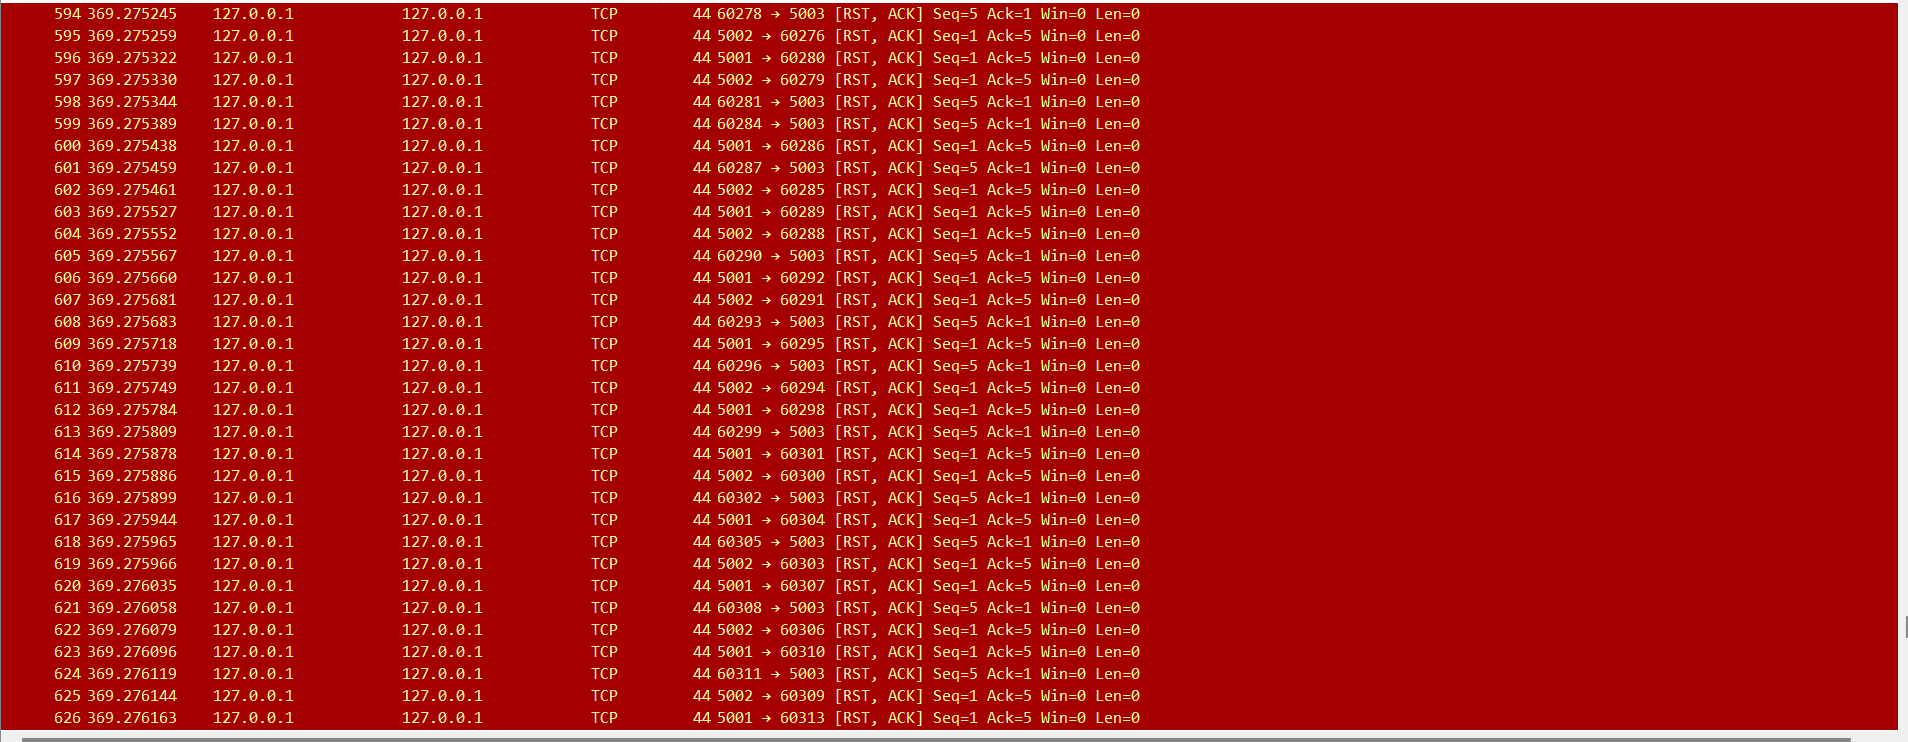 594 369.275245 127.0.0.1 127.0.0.1 TCP 44 60278 → 5003 [RST, ACK] Seq=5 Ack=1 Win=0 Len=0
595 369.275259 127.0.0.1 127.0.0.1 TCP 44 5002 → 60276 [RST, ACK] Seq=1 Ack=5 Win=0 Len=0
596 369.275322 127.0.0.1 127.0.0.1 TCP 44 5001 → 60280 [RST, ACK] Seq=1 Ack=5 Win=0 Len=0
597 369.275330 127.0.0.1 127.0.0.1 TCP 44 5002 → 60279 [RST, ACK] Seq=1 Ack=5 Win=0 Len=0
598 369.275344 127.0.0.1 127.0.0.1 TCP 44 60281 → 5003 [RST, ACK] Seq=5 Ack=1 Win=0 Len=0
599 369.275389 127.0.0.1 127.0.0.1 TCP 44 60284 → 5003 [RST, ACK] Seq=5 Ack=1 Win=0 Len=0
600 369.275438 127.0.0.1 127.0.0.1 TCP 44 5001 → 60286 [RST, ACK] Seq=1 Ack=5 Win=0 Len=0
601 369.275459 127.0.0.1 127.0.0.1 TCP 44 60287 → 5003 [RST, ACK] Seq=5 Ack=1 Win=0 Len=0
602 369.275461 127.0.0.1 127.0.0.1 TCP 44 5002 → 60285 [RST, ACK] Seq=1 Ack=5 Win=0 Len=0
603 369.275527 127.0.0.1 127.0.0.1 TCP 44 5001 → 60289 [RST, ACK] Seq=1 Ack=5 Win=0 Len=0
604 369.275552 127.0.0.1 127.0.0.1 TCP 44 5002 → 60288 [RST, ACK] Seq=1 Ack=5 Win=0 Len=0
605 369.275567 127.0.0.1 127.0.0.1 TCP 44 60290 → 5003 [RST, ACK] Seq=5 Ack=1 Win=0 Len=0
606 369.275660 127.0.0.1 127.0.0.1 TCP 44 5001 → 60292 [RST, ACK] Seq=1 Ack=5 Win=0 Len=0
607 369.275681 127.0.0.1 127.0.0.1 TCP 44 5002 → 60291 [RST, ACK] Seq=1 Ack=5 Win=0 Len=0
608 369.275683 127.0.0.1 127.0.0.1 TCP 44 60293 → 5003 [RST, ACK] Seq=5 Ack=1 Win=0 Len=0
609 369.275718 127.0.0.1 127.0.0.1 TCP 44 5001 → 60295 [RST, ACK] Seq=1 Ack=5 Win=0 Len=0
610 369.275739 127.0.0.1 127.0.0.1 TCP 44 60296 → 5003 [RST, ACK] Seq=5 Ack=1 Win=0 Len=0
611 369.275749 127.0.0.1 127.0.0.1 TCP 44 5002 → 60294 [RST, ACK] Seq=1 Ack=5 Win=0 Len=0
612 369.275784 127.0.0.1 127.0.0.1 TCP 44 5001 → 60298 [RST, ACK] Seq=1 Ack=5 Win=0 Len=0
613 369.275809 127.0.0.1 127.0.0.1 TCP 44 60299 → 5003 [RST, ACK] Seq=5 Ack=1 Win=0 Len=0
614 369.275878 127.0.0.1 127.0.0.1 TCP 44 5001 → 60301 [RST, ACK] Seq=1 Ack=5 Win=0 Len=0
615 369.275886 127.0.0.1 127.0.0.1 TCP 44 5002 → 60300 [RST, ACK] Seq=1 Ack=5 Win=0 Len=0
616 369.275899 127.0.0.1 127.0.0.1 TCP 44 60302 → 5003 [RST, ACK] Seq=5 Ack=1 Win=0 Len=0
617 369.275944 127.0.0.1 127.0.0.1 TCP 44 5001 → 60304 [RST, ACK] Seq=1 Ack=5 Win=0 Len=0
618 369.275965 127.0.0.1 127.0.0.1 TCP 44 60305 → 5003 [RST, ACK] Seq=5 Ack=1 Win=0 Len=0
619 369.275966 127.0.0.1 127.0.0.1 TCP 44 5002 → 60303 [RST, ACK] Seq=1 Ack=5 Win=0 Len=0
620 369.276035 127.0.0.1 127.0.0.1 TCP 44 5001 → 60307 [RST, ACK] Seq=1 Ack=5 Win=0 Len=0
621 369.276058 127.0.0.1 127.0.0.1 TCP 44 60308 → 5003 [RST, ACK] Seq=5 Ack=1 Win=0 Len=0
622 369.276079 127.0.0.1 127.0.0.1 TCP 44 5002 → 60306 [RST, ACK] Seq=1 Ack=5 Win=0 Len=0
623 369.276096 127.0.0.1 127.0.0.1 TCP 44 5001 → 60310 [RST, ACK] Seq=1 Ack=5 Win=0 Len=0
624 369.276119 127.0.0.1 127.0.0.1 TCP 44 60311 → 5003 [RST, ACK] Seq=5 Ack=1 Win=0 Len=0
625 369.276144 127.0.0.1 127.0.0.1 TCP 44 5002 → 60309 [RST, ACK] Seq=1 Ack=5 Win=0 Len=0
626 369.276163 127.0.0.1 127.0.0.1 TCP 44 5001 → 60313 [RST, ACK] Seq=1 Ack=5 Win=0 Len=0